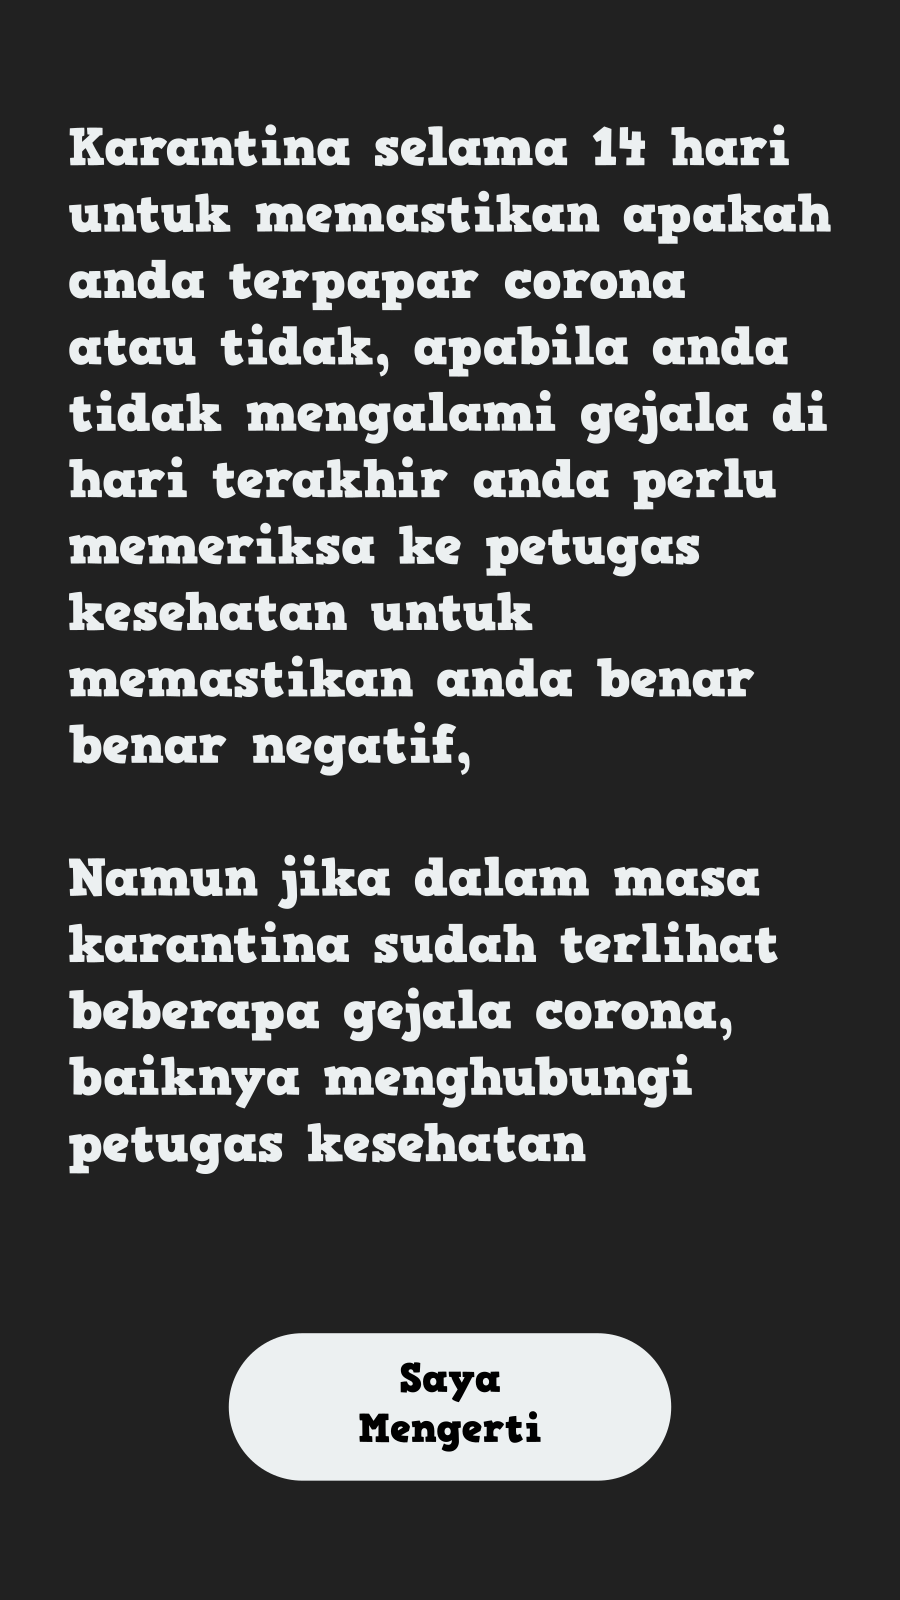 Karantina selama 14 hari
untuk memastikan apakah
anda terpapar corona
atau tidak, apabila anda
tidak mengalami gejala di
hari terakhir anda perlu
memeriksa ke petugas
kesehatan untuk
memastikan anda benar
benar negatif,
Namun jika dalam masa
karantina sudah terlihat
beberapa gejala corona,
baiknya menghubungi
petugas kesehatan
Saya
Mengerti